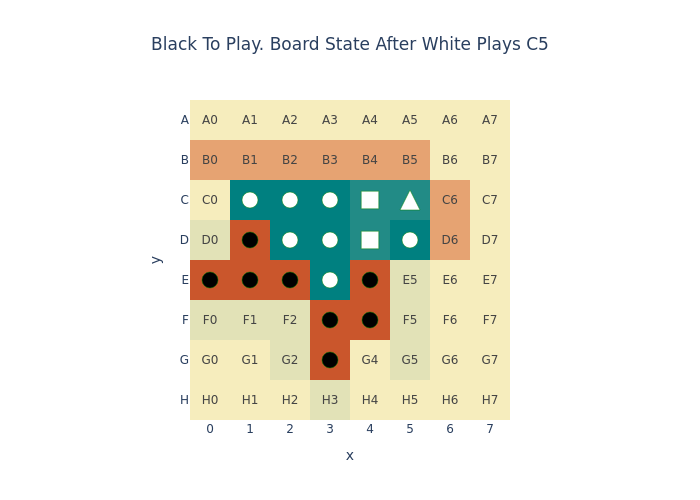 Black To Play. Board State After White Plays C5
A A0 A1 A2 A3 A4 A5 A6 A7
B B0 B1 B2 B3 B4 B5 B6 B7
C C0 C6 C7
D D0 D6 D7
y
E E5 E6 E7
F F0 F1 F2 F5 F6 F7
G G0 G1 G2 G4 G5 G6 G7
H H0 H1 H2 H3 H4 H5 H6 H7
0 1 2 3 4 5 6 7
x